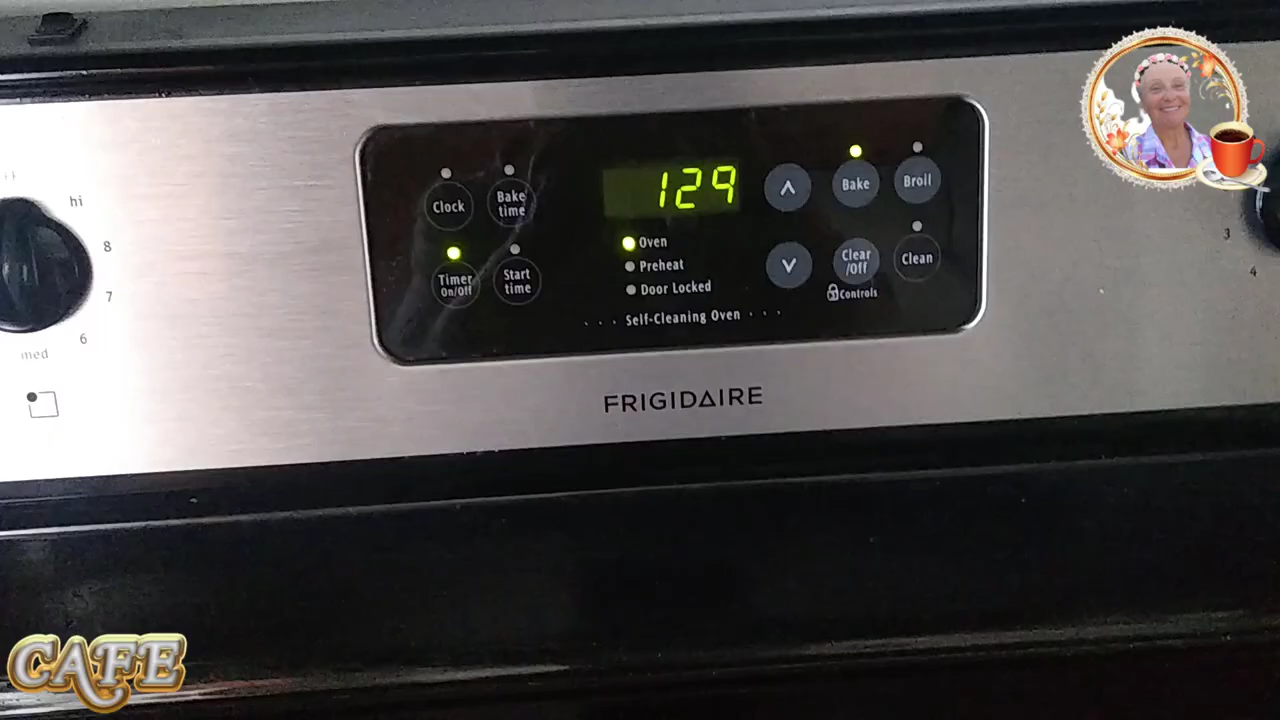 hi
8
7
6
med
Clock
Bake
time
Timer
On/Off
Start
time
129
Oven
Preheat
Door Locked
Self-Cleaning Oven
Bake
Broil
Clear
/Off
Clean
Controls
FRIGIDAIRE
3
4
CAFE